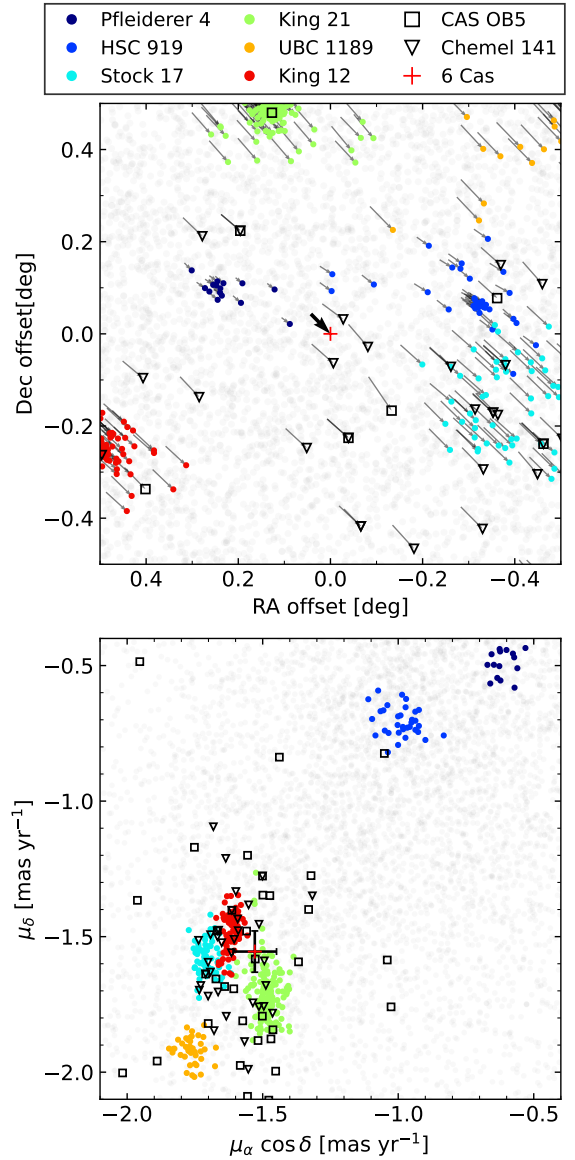 Pfleiderer 4 King 21 CAS OB5
HSC 919 UBC 1189 Chemel 141
Stock 17 King 12 6 Cas
0.4
0.2
0.0
−0.2
−0.4
Dec offset[deg]
0.4 0.2 0.0 −0.2 −0.4
RA offset [deg]
−0.5
−1.0
−1.5
−2.0
μδ [mas yr⁻¹]
−2.0 −1.5 −1.0 −0.5
μα cos δ [mas yr⁻¹]